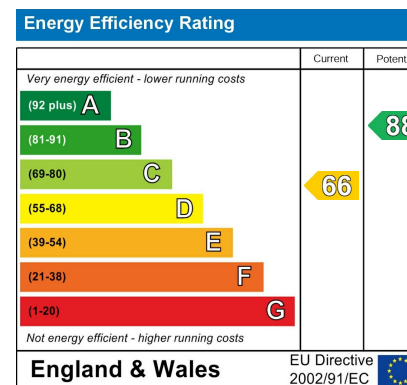 Energy Efficiency Rating
Current Potent
Very energy efficient - lower running costs
(92 plus) A
(81-91) B
88
(69-80) C
66
(55-68) D
(39-54) E
(21-38) F
(1-20) G
Not energy efficient - higher running costs
England & Wales
EU Directive
2002/91/EC